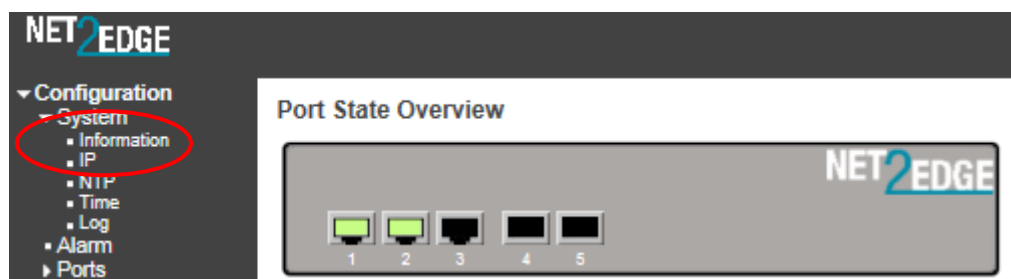 NET2EDGE
Configuration
System
Information
IP
NTP
Time
Log
Alarm
Ports
Port State Overview
NET2EDGE
1 2 3 4 5